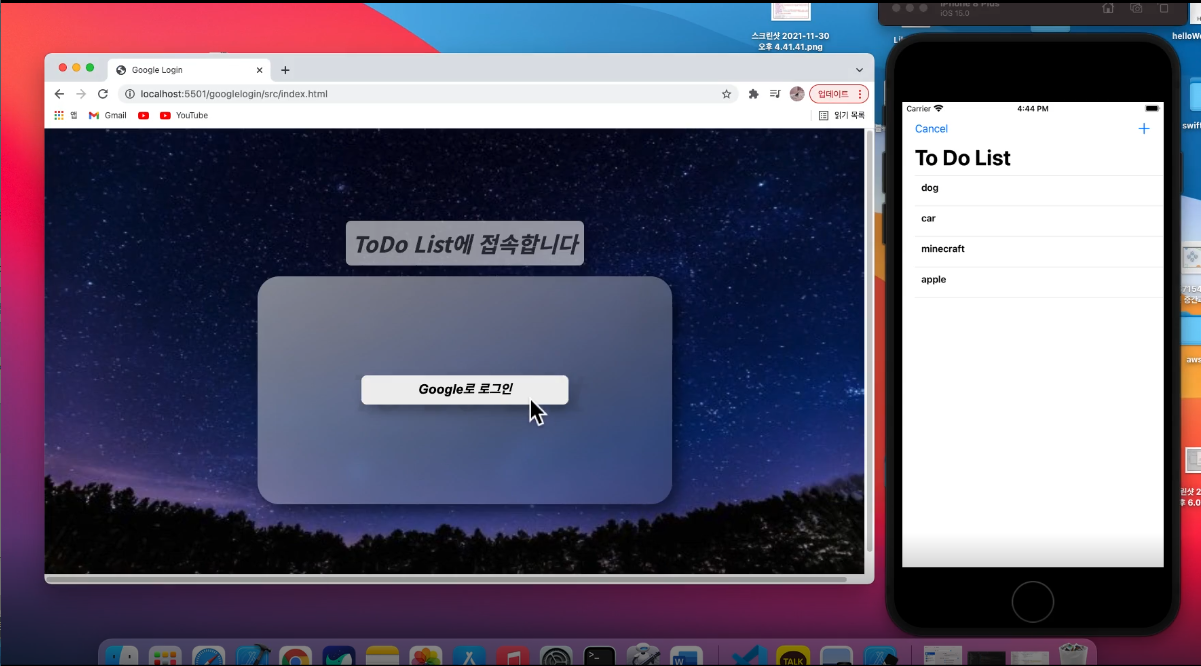 스크린샷 2021-11-30
오후 4.41.41.png
iPhone 8 Plus
iOS 15.0
Google Login
localhost:5501/googlelogin/src/index.html
업데이트
앱
Gmail
YouTube
읽기 목록
ToDo List에 접속합니다
Google로 로그인
Carrier
4:44 PM
Cancel
To Do List
dog
car
minecraft
apple
swift
aws
TALK